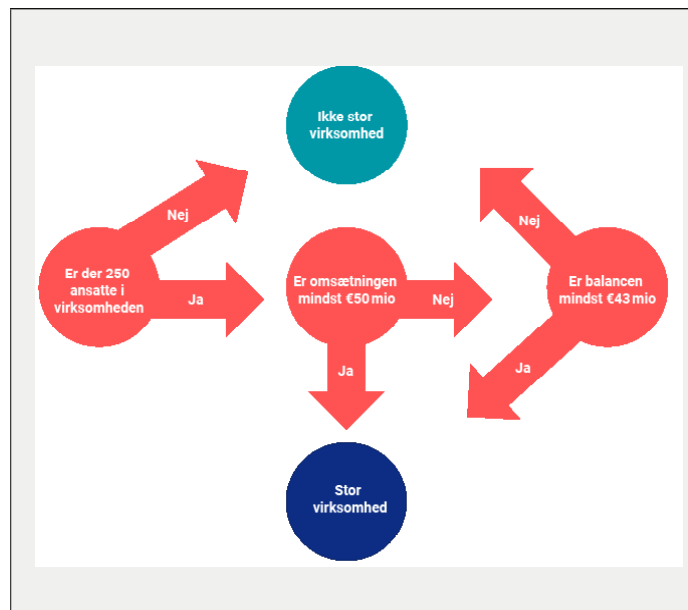 Ikke stor
virksomhed
Nej
Nej
Er der 250
ansatte i
virksomheden
Ja
Er omsætningen
mindst €50 mio
Nej
Er balancen
mindst €43 mio
Ja
Ja
Stor
virksomhed